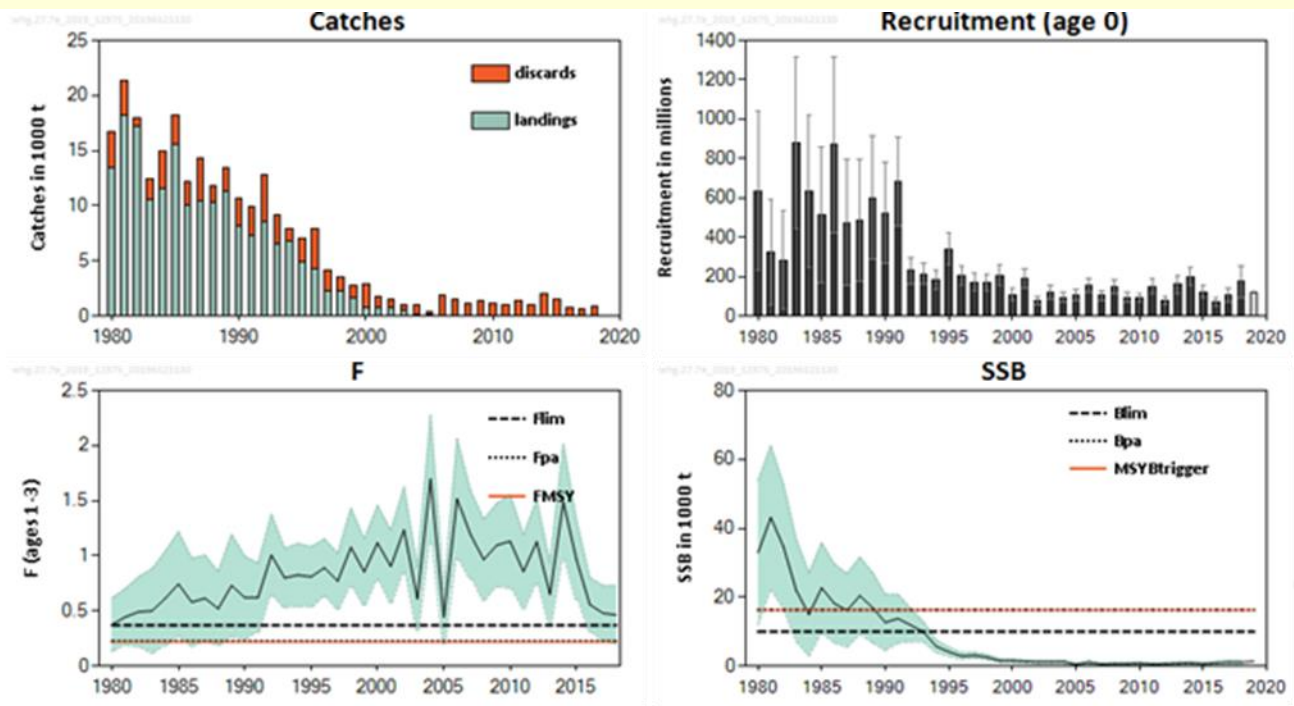 Catches
Catches in 1000 t
25
20
15
10
5
0
discards
landings
1980 1990 2000 2010 2020
Recruitment (age 0)
Recruitment in millions
1400
1200
1000
800
600
400
200
0
1980 1985 1990 1995 2000 2005 2010 2015 2020
F
F (ages 1-3)
2.5
2
1.5
1
0.5
0
Flim
Fpa
FMSY
1980 1985 1990 1995 2000 2005 2010 2015
SSB
SSB in 1000 t
80
60
40
20
0
Blim
Bpa
MSYBtrigger
1980 1985 1990 1995 2000 2005 2010 2015 2020